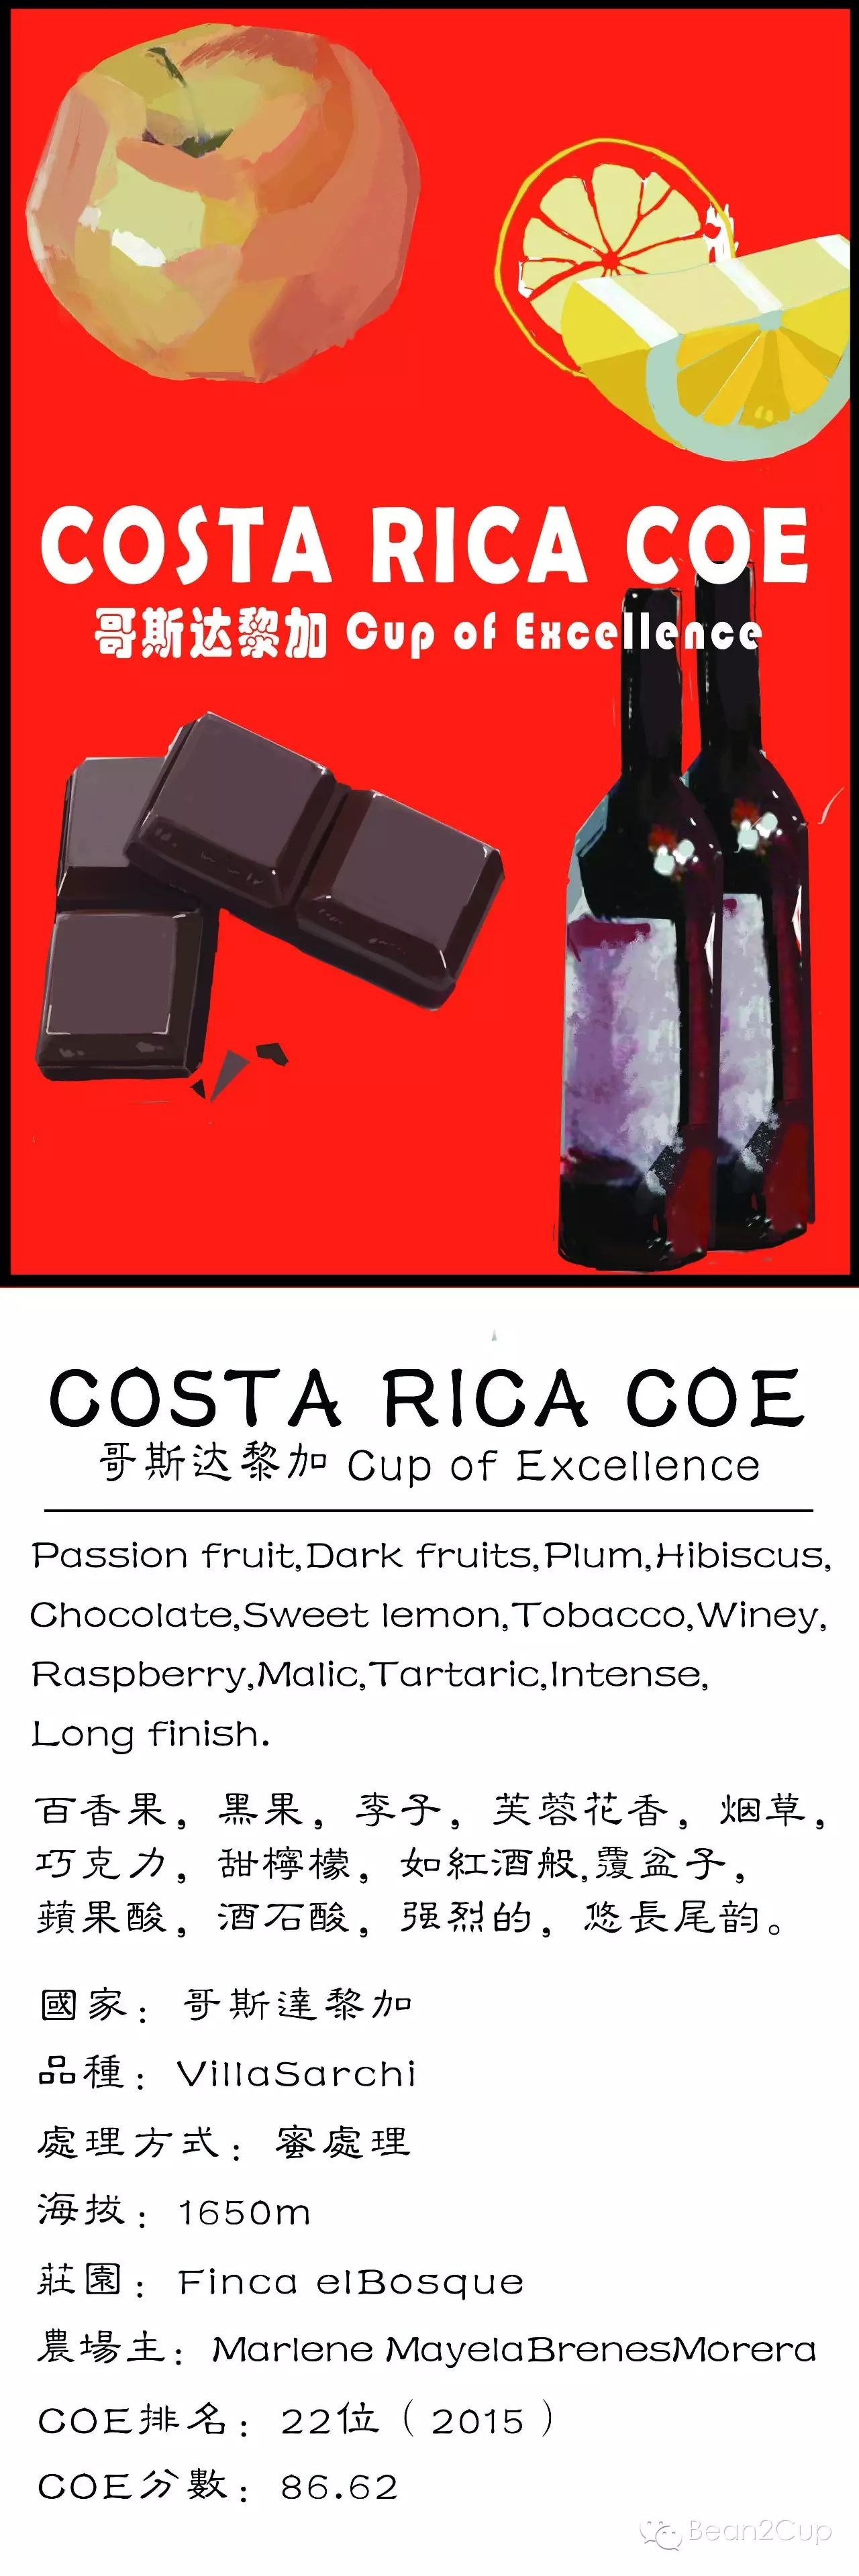 COSTA RICA COE
哥斯达黎加 Cup of Excellence
COSTA RICA COE
哥斯达黎加 Cup of Excellence
Passion fruit,Dark fruits,Plum,Hibiscus,
Chocolate,Sweet lemon,Tobacco,Winey,
Raspberry,Malic,Tartaric,Intense,
Long finish.
百香果，黑果，李子，芙蓉花香，烟草，
巧克力，甜檸檬，如紅酒般,覆盆子，
蘋果酸，酒石酸，强烈的，悠長尾韵。
國家：哥斯達黎加
品種：VillaSarchi
處理方式：蜜處理
海拔：1650m
莊園：Finca elBosque
農場主：Marlene MayelaBrenesMorera
COE排名：22位（2015）
COE分數：86.62
Bean2Cup